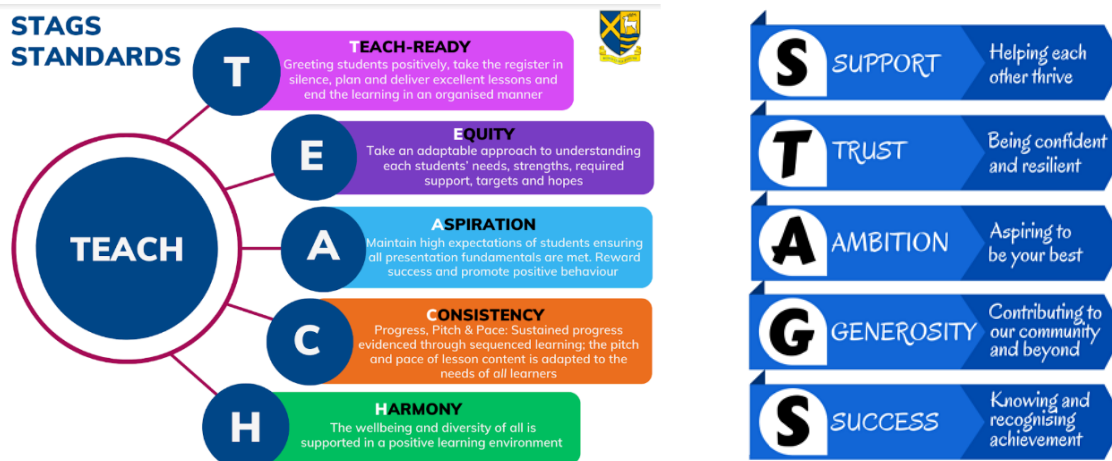 STAGS
STANDARDS
TEACH
T
TEACH-READY
Greeting students positively, take the register in
silence, plan and deliver excellent lessons and
end the learning in an organised manner
E
EQUITY
Take an adaptable approach to understanding
each students' needs, strengths, required
support, targets and hopes
A
ASPIRATION
Maintain high expectations of students ensuring
all presentation fundamentals are met. Reward
success and promote positive behaviour
C
CONSISTENCY
Progress, Pitch & Pace: Sustained progress
evidenced through sequenced learning; the pitch
and pace of lesson content is adapted to the
needs of all learners
H
HARMONY
The wellbeing and diversity of all is
supported in a positive learning environment
S
SUPPORT
Helping each
other thrive
T
TRUST
Being confident
and resilient
A
AMBITION
Aspiring to
be your best
G
GENEROSITY
Contributing to
our community
and beyond
S
SUCCESS
Knowing and
recognising
achievement